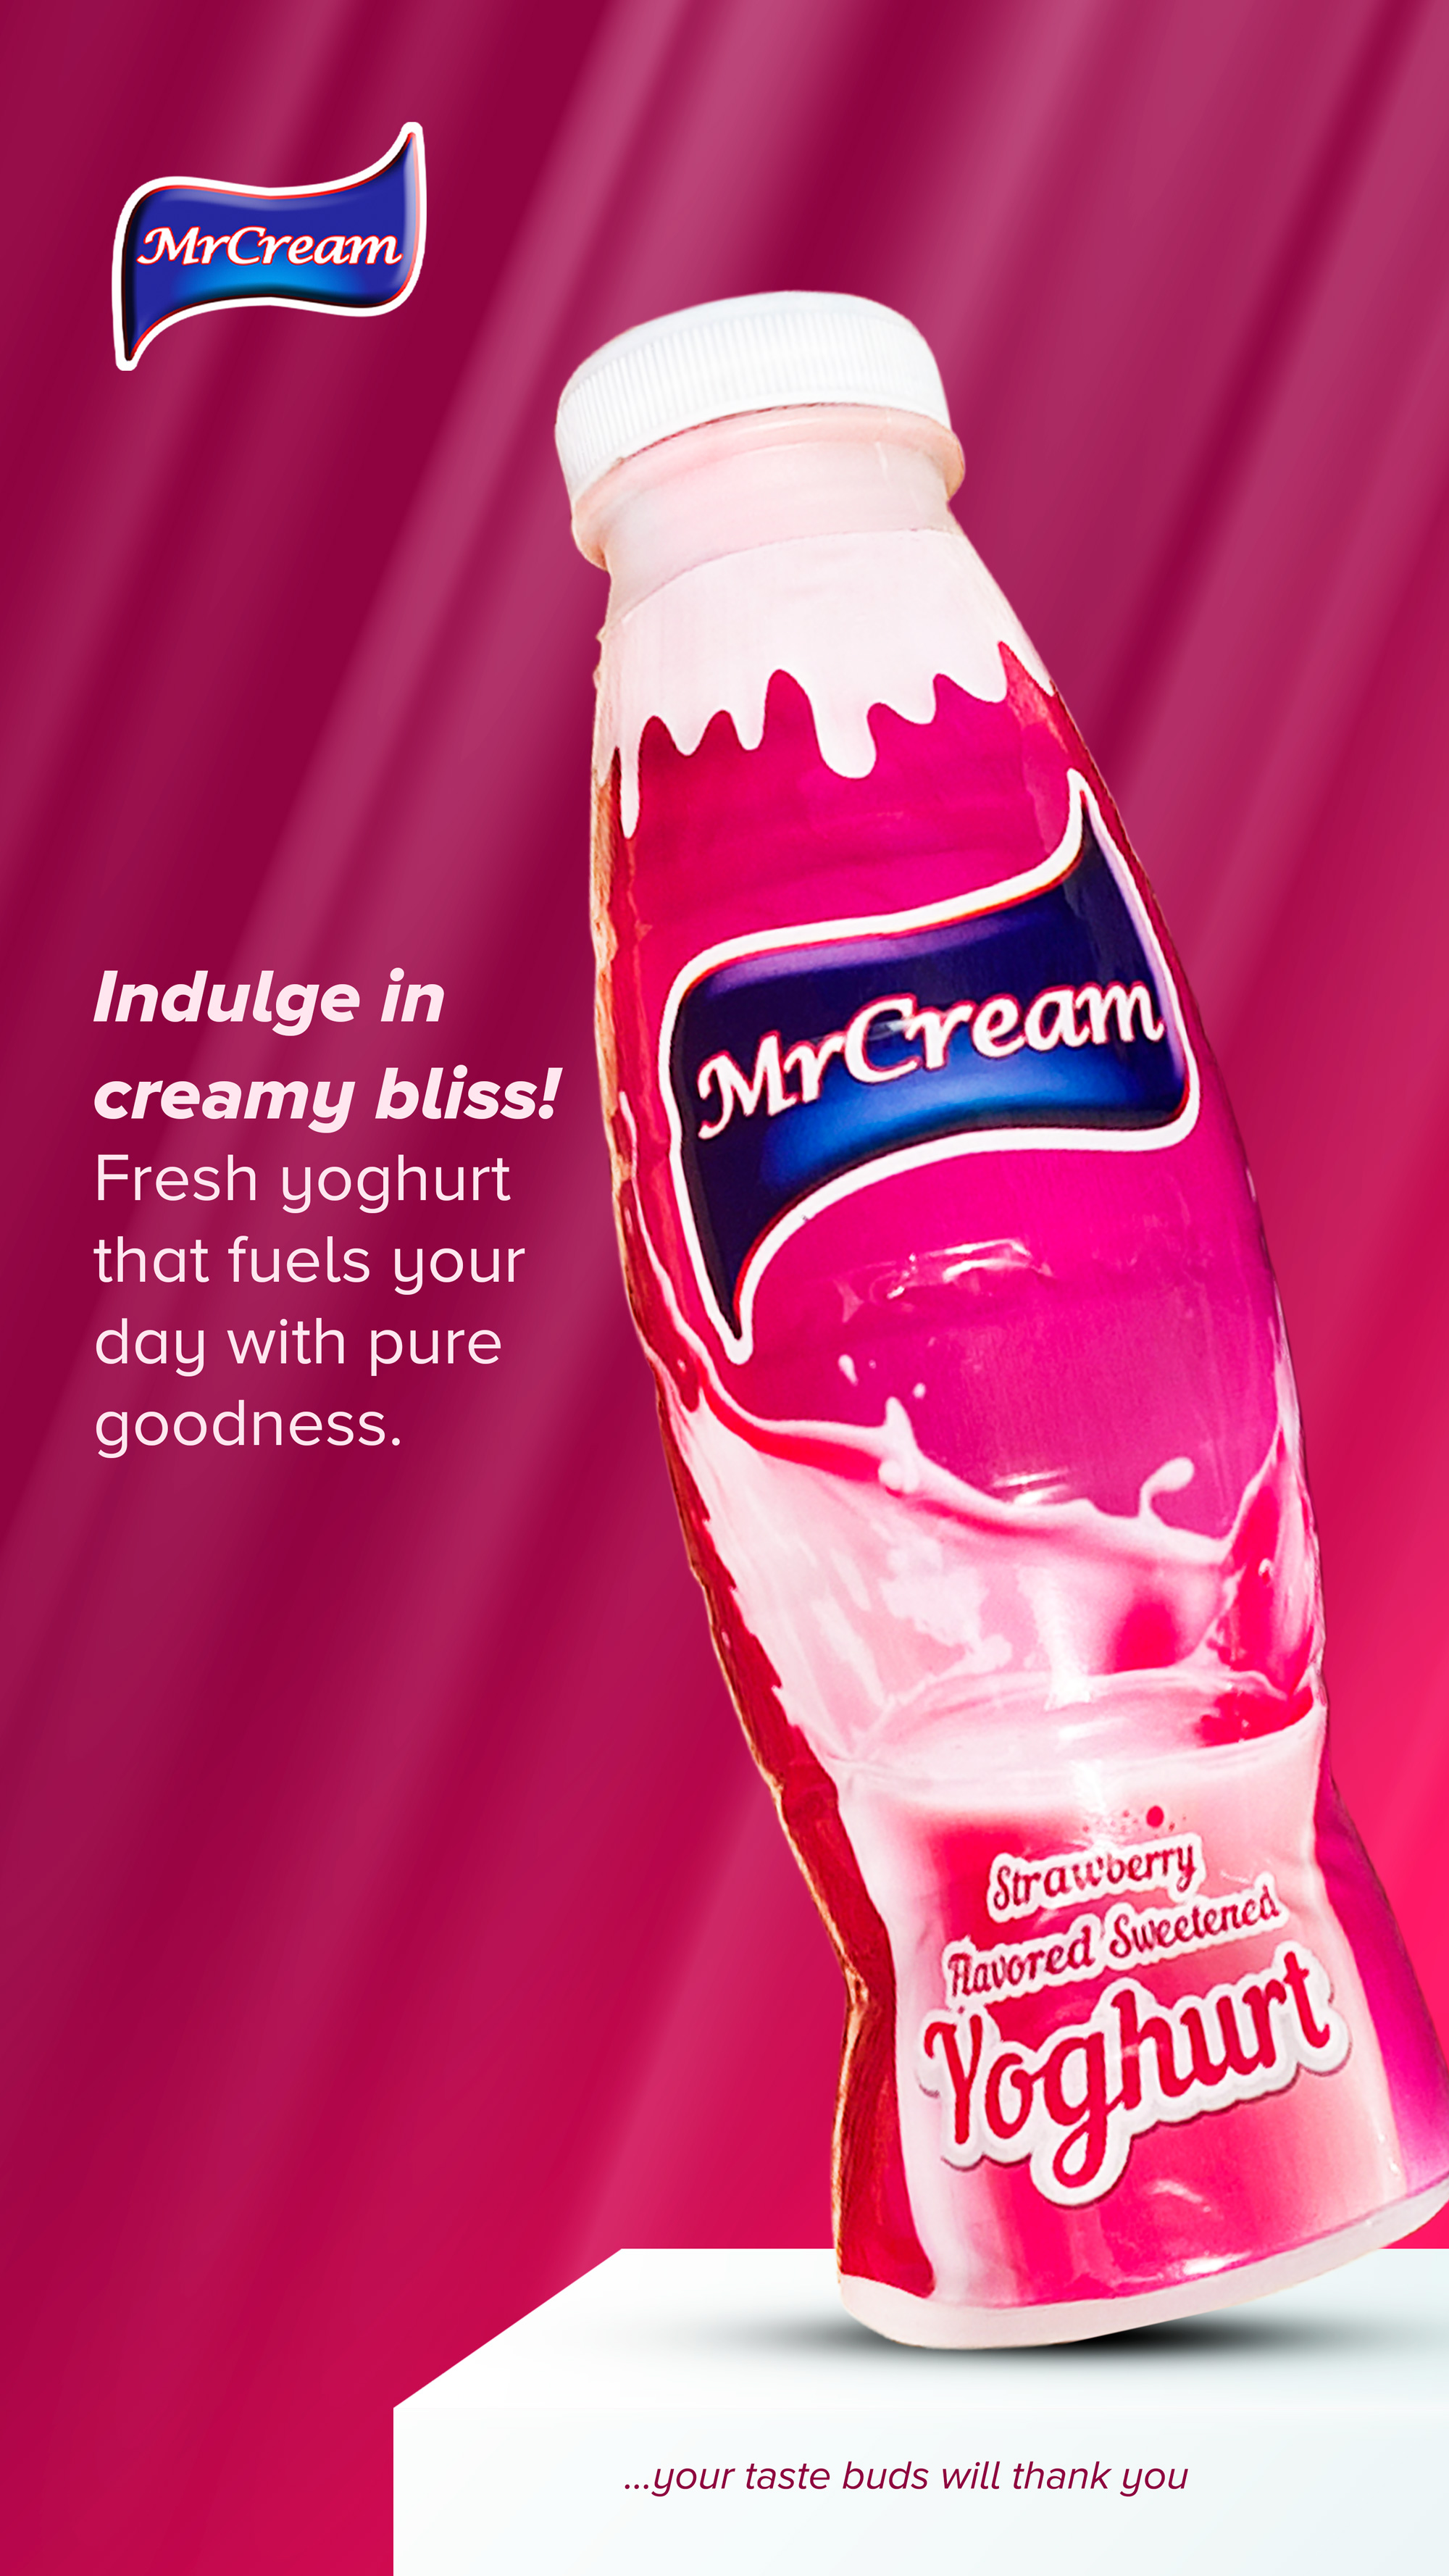 MrCream
Indulge in
creamy bliss!
Fresh yoghurt
that fuels your
day with pure
goodness.
MrCream
Strawberry
Flavored Sweetened
Yoghurt
...your taste buds will thank you